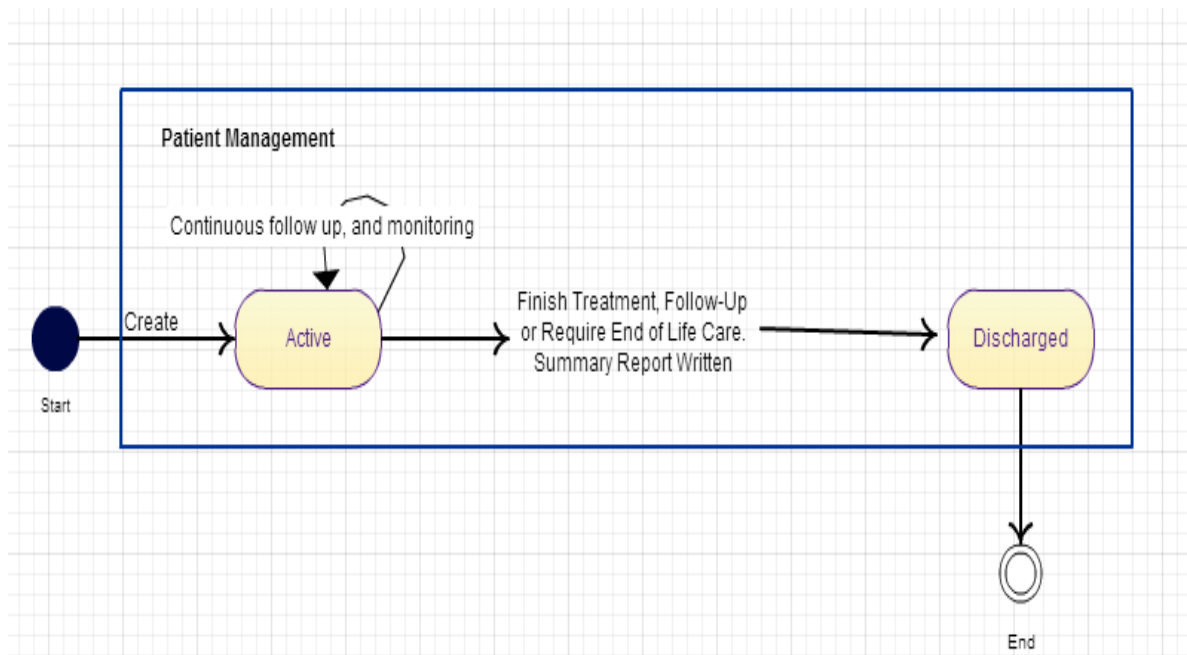 Patient Management
Continuous follow up, and monitoring
Create
Active
Finish Treatment, Follow-Up
or Require End of Life Care.
Summary Report Written
Discharged
Start
End